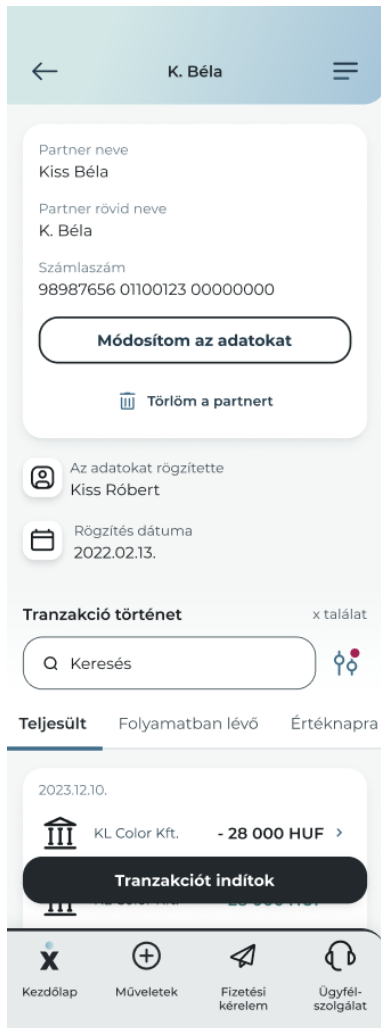 K. Béla
Partner neve
Kiss Béla
Partner rövid neve
K. Béla
Számlaszám
98987656 01100123 00000000
Módosítom az adatokat
Törlöm a partnert
Az adatokat rögzítette
Kiss Róbert
Rögzítés dátuma
2022.02.13.
Tranzakció történet
x találat
Keresés
Teljesült Folyamatban lévő Értéknapra
2023.12.10.
KL Color Kft. - 28 000 HUF
Tranzakciót indítok
Kezdőlap
Műveletek
Fizetési
kérelem
Ügyfél-
szolgálat